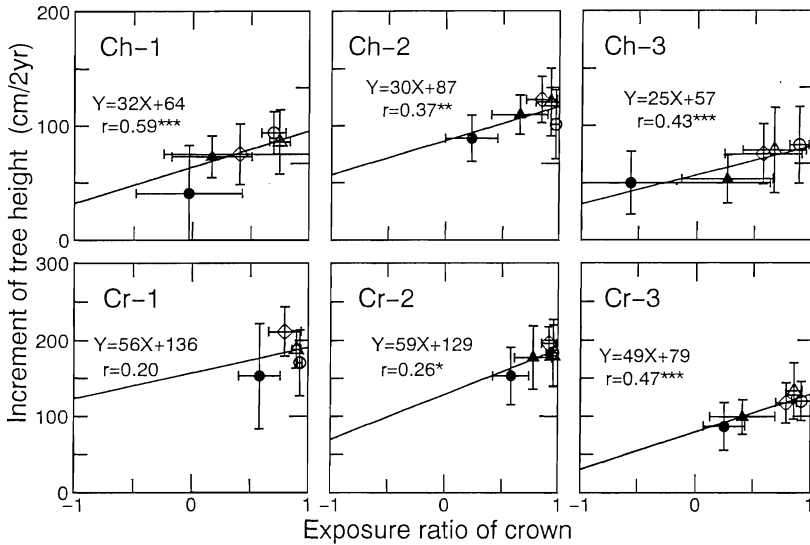 Increment of tree height (cm/2yr)
200
100
0
Ch−1
Y=32X+64
r=0.59***
Ch−2
Y=30X+87
r=0.37**
Ch−3
Y=25X+57
r=0.43***
300
200
100
0
Cr−1
Y=56X+136
r=0.20
Cr−2
Y=59X+129
r=0.26*
Cr−3
Y=49X+79
r=0.47***
−1 0 1 −1 0 1 −1 0 1
Exposure ratio of crown